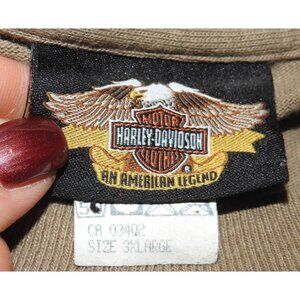 MOTOR
HARLEY-DAVIDSON
CYCLES
®
AN AMERICAN LEGEND
CA 03402
SIZE 3XLARGE